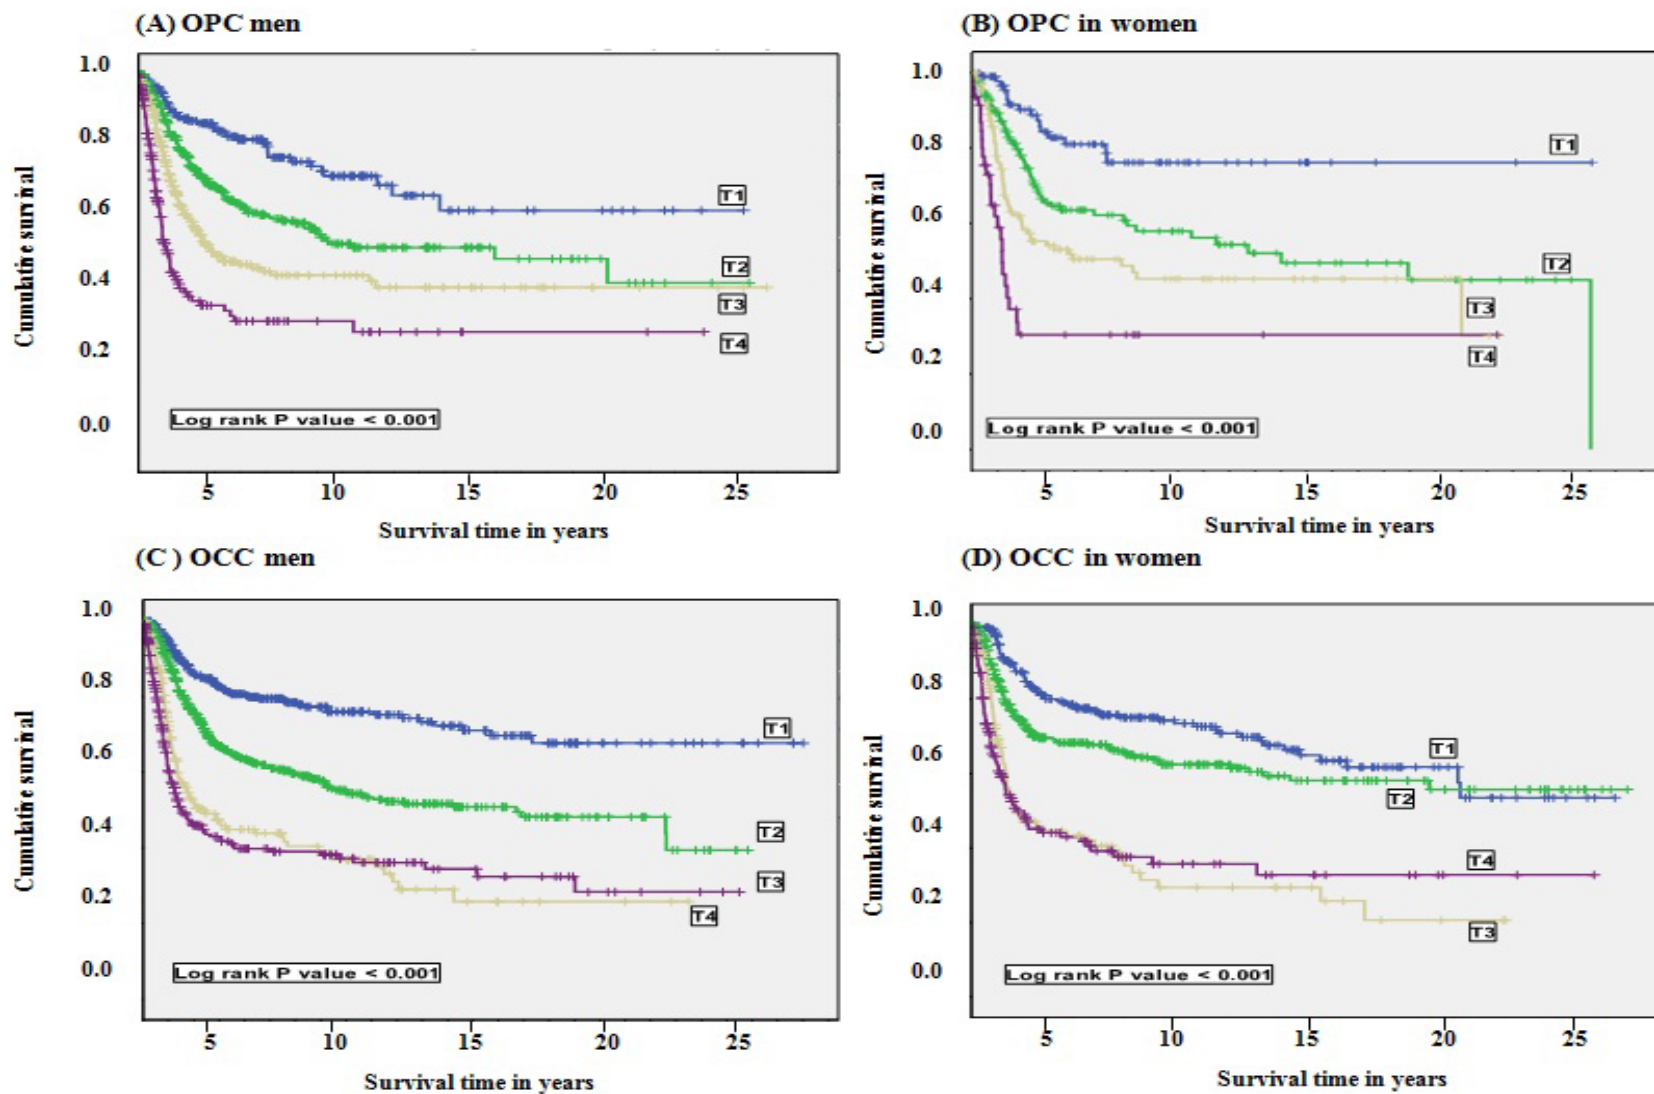 (A) OPC men
(B) OPC in women
1.0
0.8
0.6
0.4
0.2
0.0
Cumulative survival
T1
T2
T3
T4
Log rank P value < 0.001
5 10 15 20 25
Survival time in years
1.0
0.8
0.6
0.4
0.2
0.0
Cumulative survival
T1
T2
T3
T4
Log rank P value < 0.001
5 10 15 20 25
Survival time in years
(C ) OCC men
(D) OCC in women
1.0
0.8
0.6
0.4
0.2
0.0
Cumulative survival
T1
T2
T3
T4
Log rank P value < 0.001
5 10 15 20 25
Survival time in years
1.0
0.8
0.6
0.4
0.2
0.0
Cumulative survival
T1
T2
T4
T3
Log rank P value < 0.001
5 10 15 20 25
Survival time in years